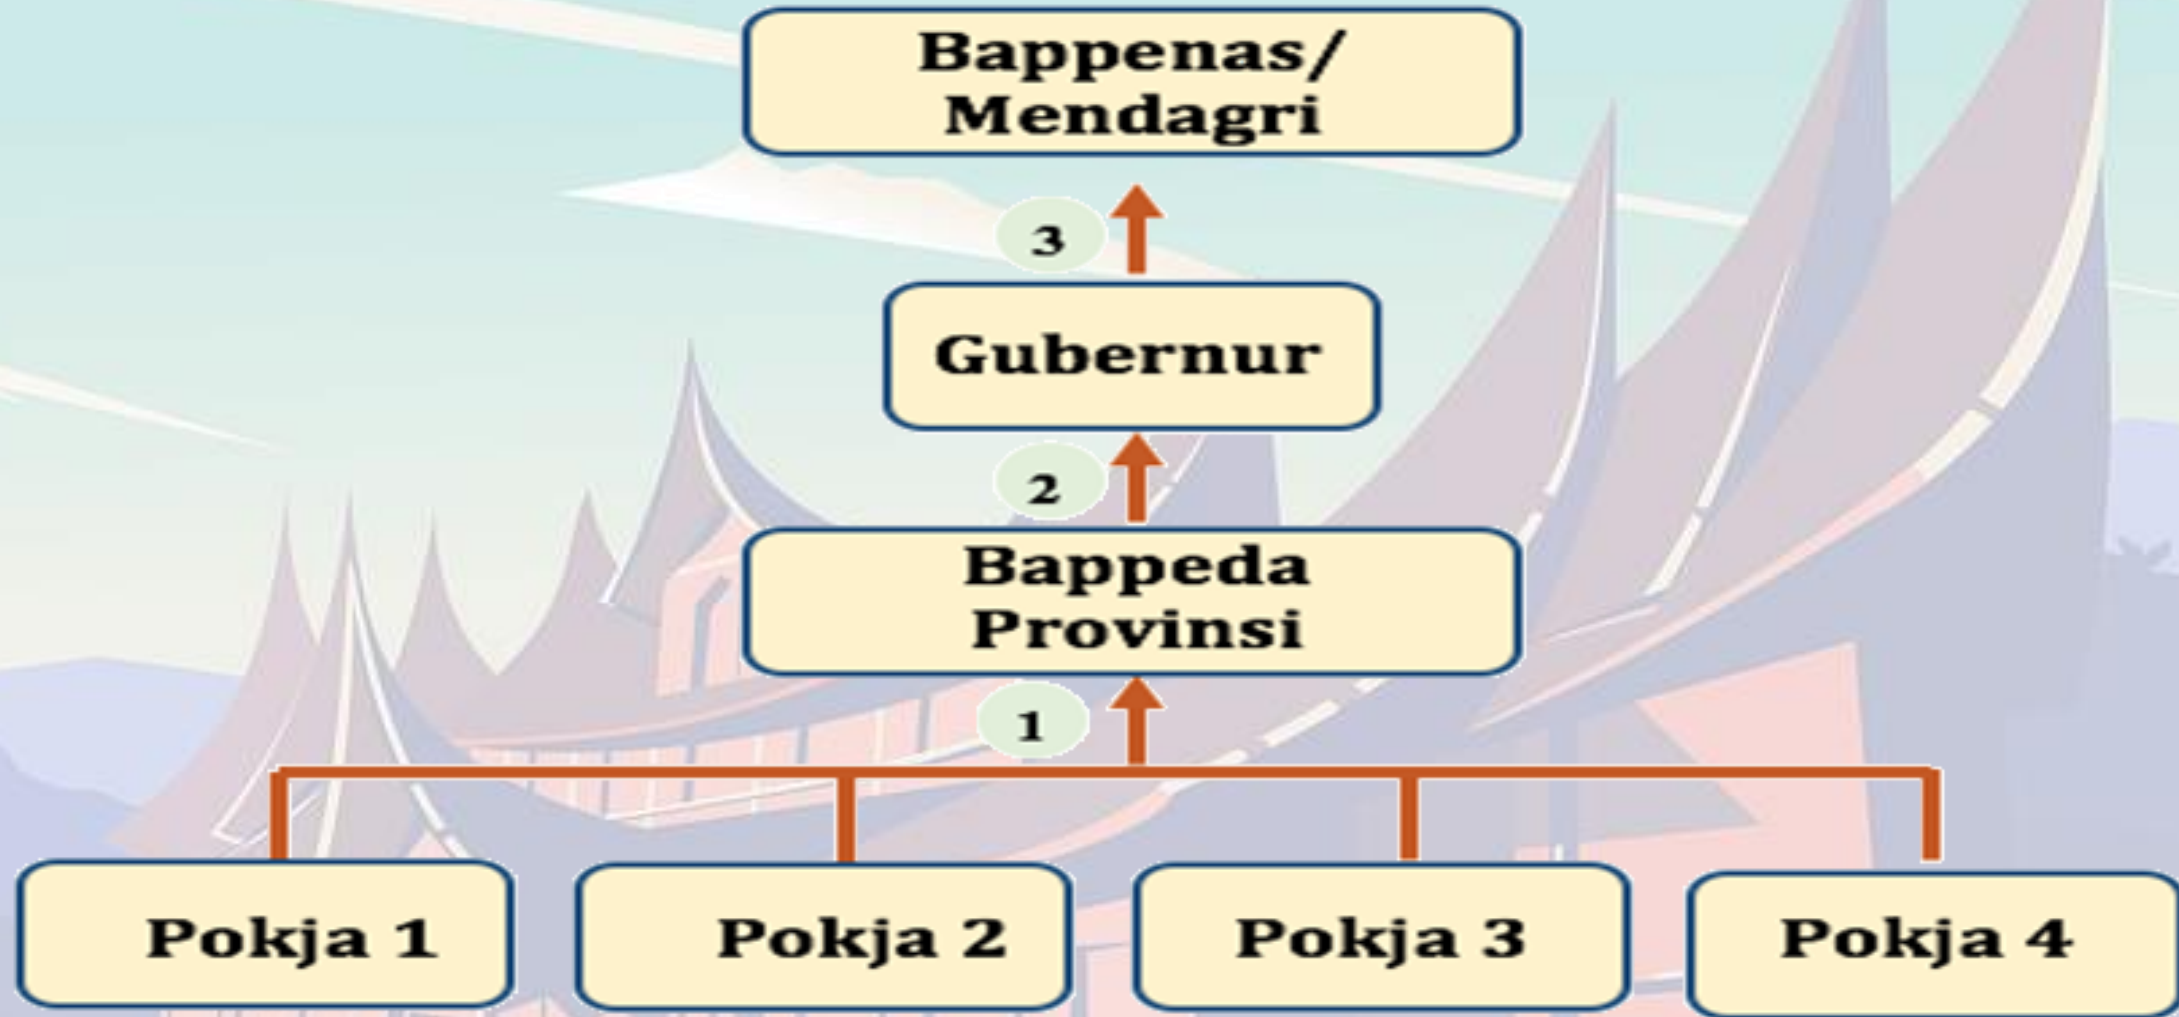 Bappenas/
Mendagri
3
Gubernur
2
Bappeda
Provinsi
1
Pokja 1
Pokja 2
Pokja 3
Pokja 4